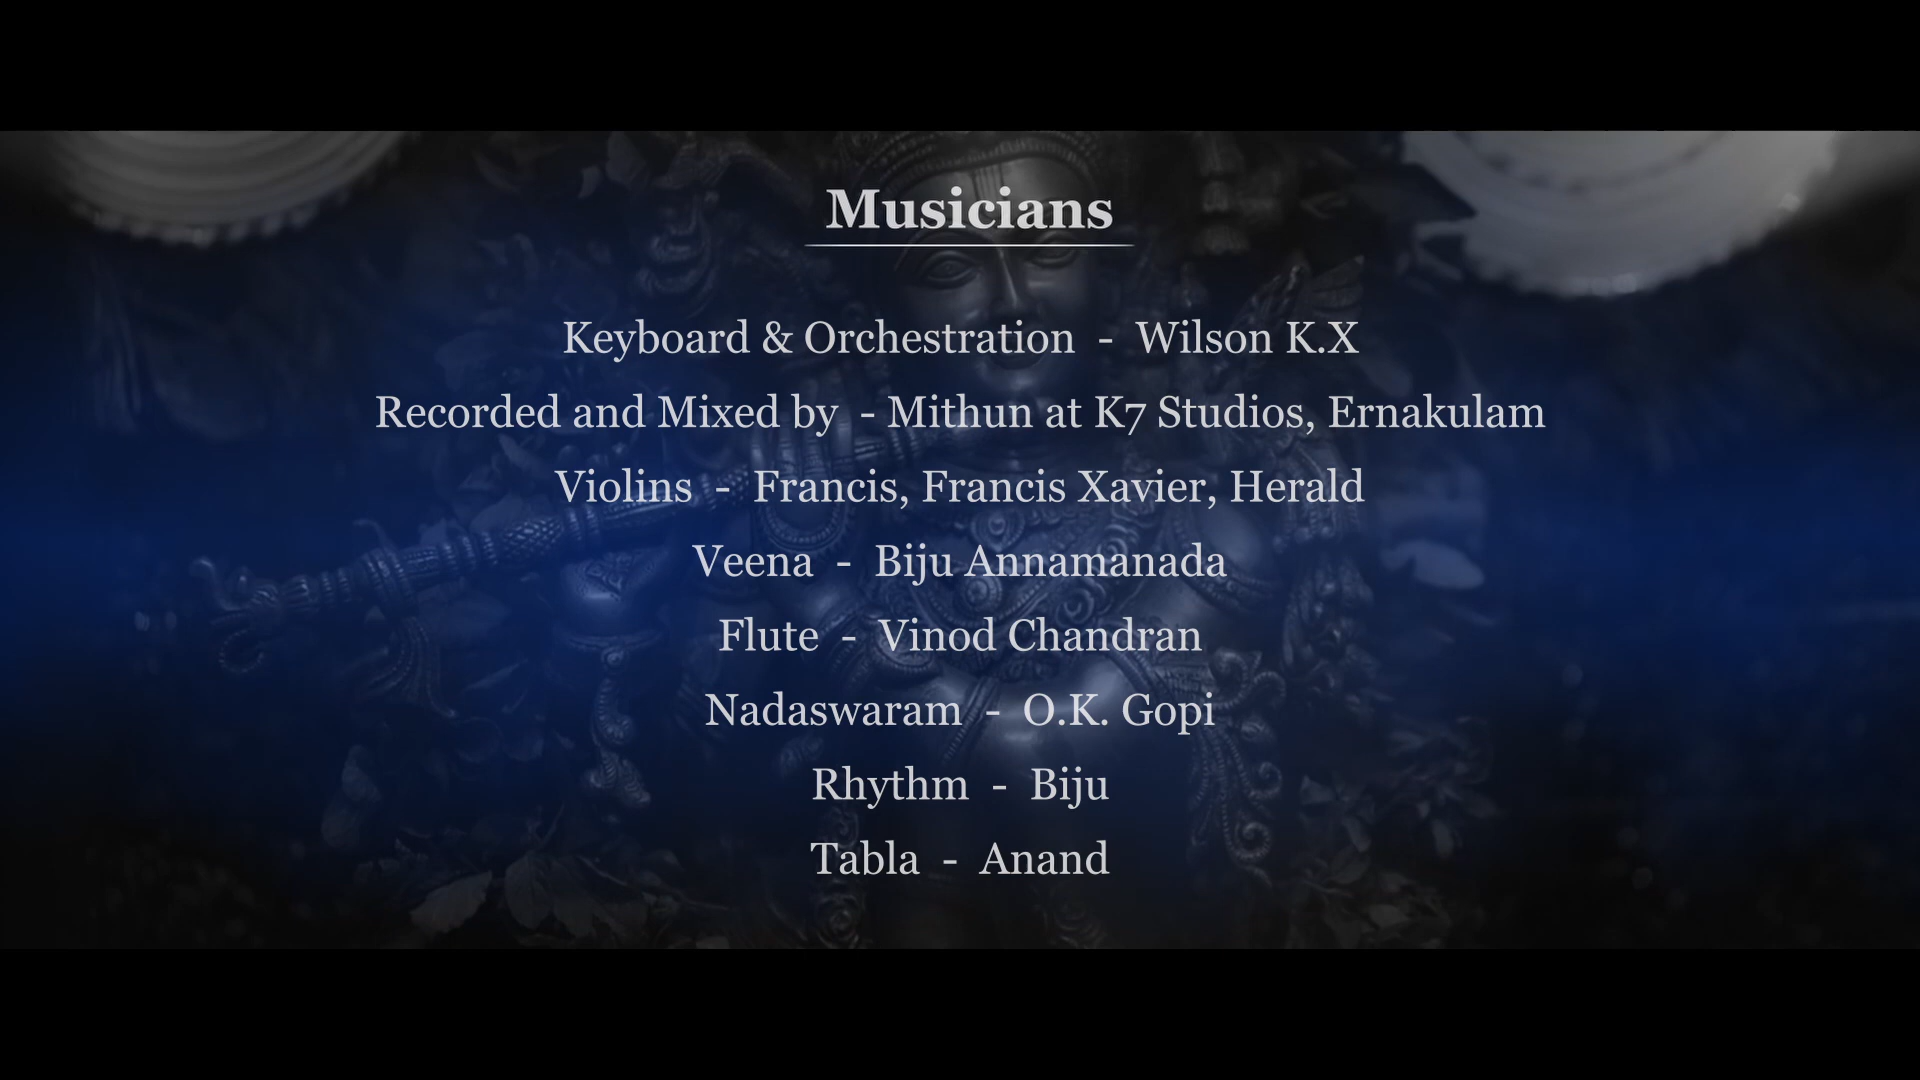 Musicians
Keyboard & Orchestration - Wilson K.X
Recorded and Mixed by - Mithun at K7 Studios, Ernakulam
Violins - Francis, Francis Xavier, Herald
Veena - Biju Annamanada
Flute - Vinod Chandran
Nadaswaram - O.K. Gopi
Rhythm - Biju
Tabla - Anand